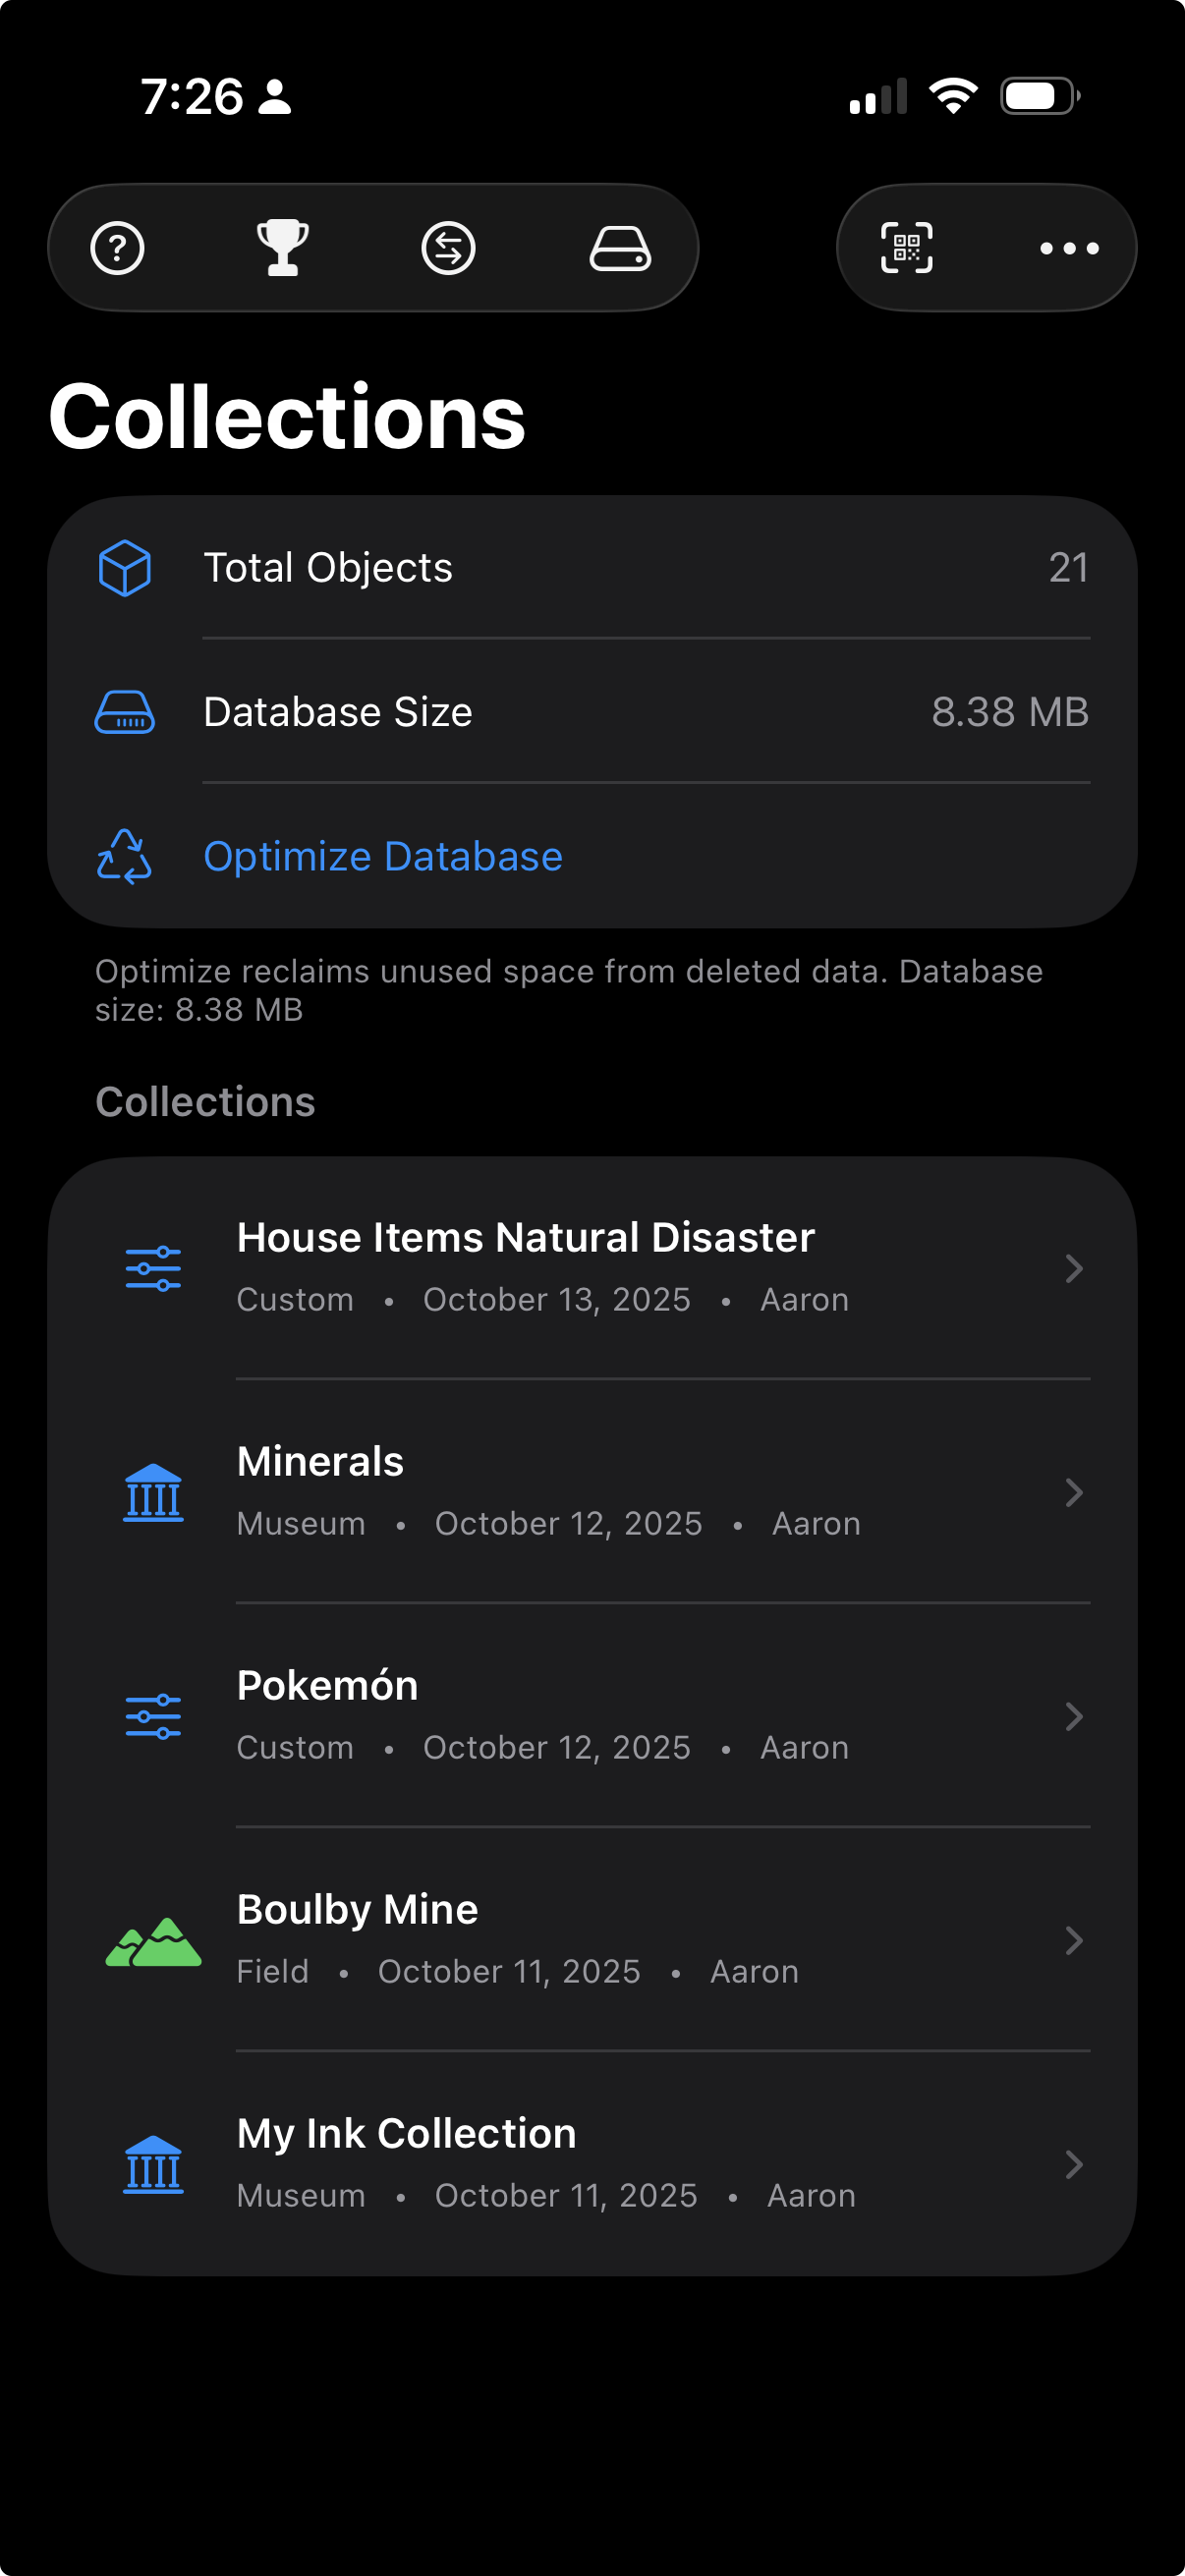 7:26
Collections
Total Objects 21
Database Size 8.38 MB
Optimize Database
Optimize reclaims unused space from deleted data. Database
size: 8.38 MB
Collections
House Items Natural Disaster
Custom • October 13, 2025 • Aaron
Minerals
Museum • October 12, 2025 • Aaron
Pokemón
Custom • October 12, 2025 • Aaron
Boulby Mine
Field • October 11, 2025 • Aaron
My Ink Collection
Museum • October 11, 2025 • Aaron